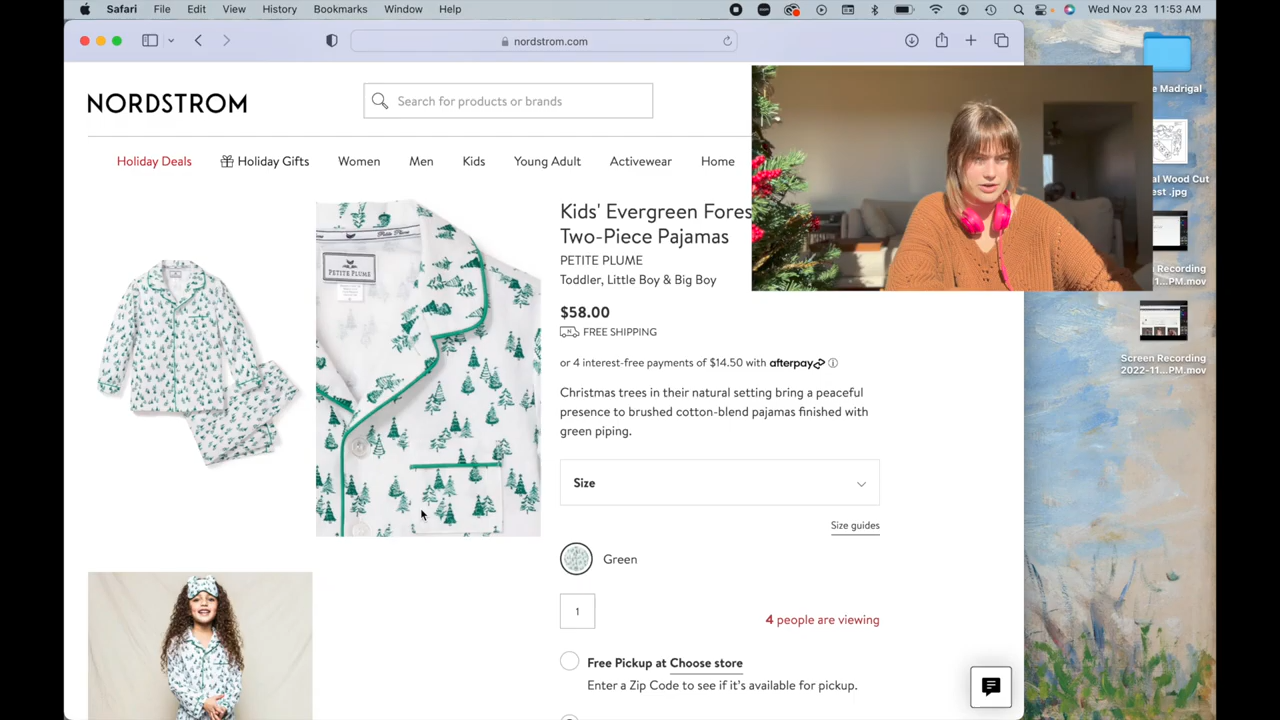 Safari File Edit View History Bookmarks Window Help
Wed Nov 23 11:53 AM
nordstrom.com
NORDSTROM
Search for products or brands
Holiday Deals Holiday Gifts Women Men Kids Young Adult Activewear Home
Kids' Evergreen Fores
Two-Piece Pajamas
PETITE PLUME
Toddler, Little Boy & Big Boy
$58.00
FREE SHIPPING
or 4 interest-free payments of $14.50 with afterpay
Christmas trees in their natural setting bring a peaceful
presence to brushed cotton-blend pajamas finished with
green piping.
Size
Size guides
Green
1
4 people are viewing
Free Pickup at Choose store
Enter a Zip Code to see if it's available for pickup.
Petite Plume
PETITE PLUME
e Madrigal
al Wood Cut
est .jpg
Recording
11...PM.mov
Screen Recording
2022-11...PM.mov